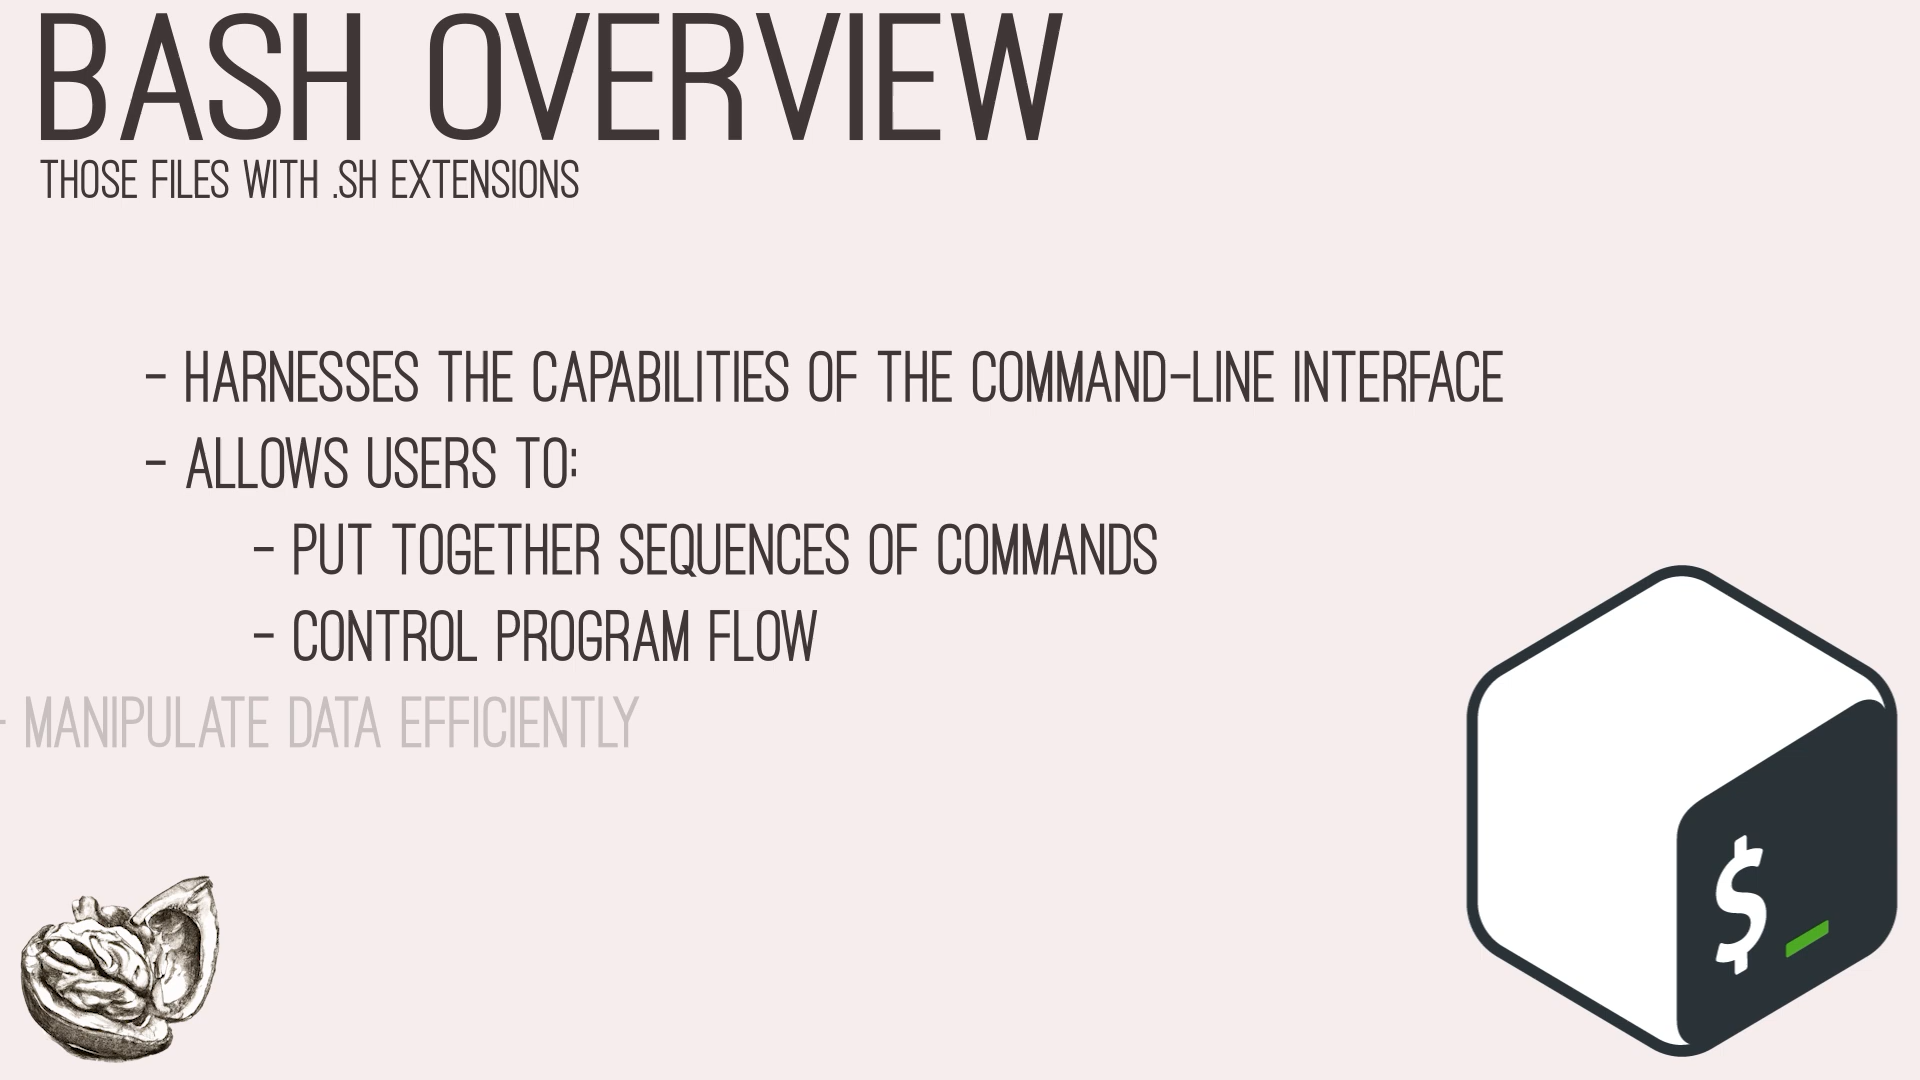 BASH OVERVIEW
THOSE FILES WITH .SH EXTENSIONS
- HARNESSES THE CAPABILITIES OF THE COMMAND-LINE INTERFACE
- ALLOWS USERS TO:
- PUT TOGETHER SEQUENCES OF COMMANDS
- CONTROL PROGRAM FLOW
- MANIPULATE DATA EFFICIENTLY
$_